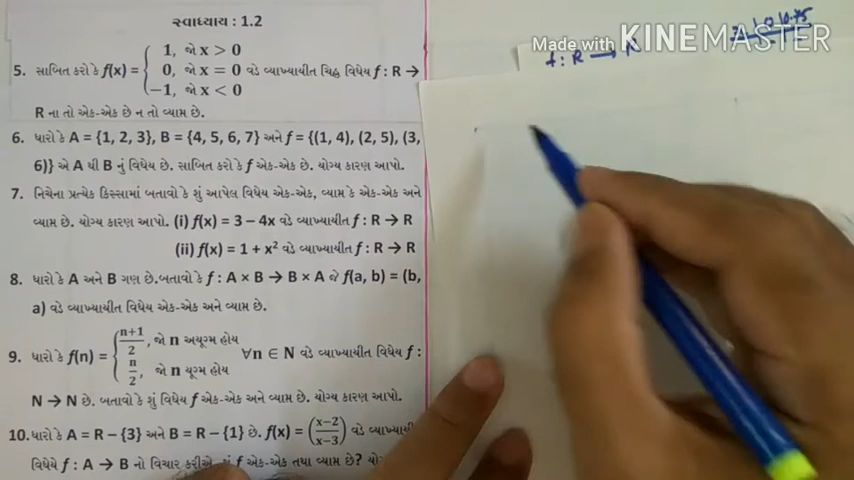 સ્વાધ્યાય : 1.2
5. સાબિત કરો કે f(x) = { 1, જો x > 0
0, જો x = 0 વડે વ્યાખ્યાયીત ચિહ્ન વિધેય f : R →
−1, જો x < 0
R ના તો એક-એક છે ન તો વ્યાપ્ત છે.
6. ધારો કે A = {1, 2, 3}, B = {4, 5, 6, 7} અને f = {(1, 4), (2, 5), (3,
6)} એ A થી B નું વિધેય છે. સાબિત કરો કે f એક-એક છે. યોગ્ય કારણ આપો.
7. નિચેના પ્રત્યેક કિસ્સામાં બતાવો કે શું આપેલ વિધેય એક-એક, વ્યાપ્ત કે એક-એક અને
વ્યાપ્ત છે. યોગ્ય કારણ આપો. (i) f(x) = 3 − 4x વડે વ્યાખ્યાયીત f : R → R
(ii) f(x) = 1 + x² વડે વ્યાખ્યાયીત f : R → R
8. ધારો કે A અને B ગણ છે. બતાવો કે f : A × B → B × A જે f(a, b) = (b,
a) વડે વ્યાખ્યાયીત વિધેય એક-એક અને વ્યાપ્ત છે.
9. ધારો કે f(n) = { n+1/2, જો n અયૂગ્મ હોય
n/2, જો n યૂગ્મ હોય ∀n ∈ N વડે વ્યાખ્યાયીત વિધેય f :
N → N છે. બતાવો કે શું વિધેય f એક-એક અને વ્યાપ્ત છે. યોગ્ય કારણ આપો.
10. ધારો કે A = R − {3} અને B = R − {1} છે. f(x) = (x−2/x−3) વડે
વિધેયે f : A → B નો વિચાર કરીએ. f એક-એક તથા વ્યાપ્ત છે?
f : R → N
Made with KINEMASTER